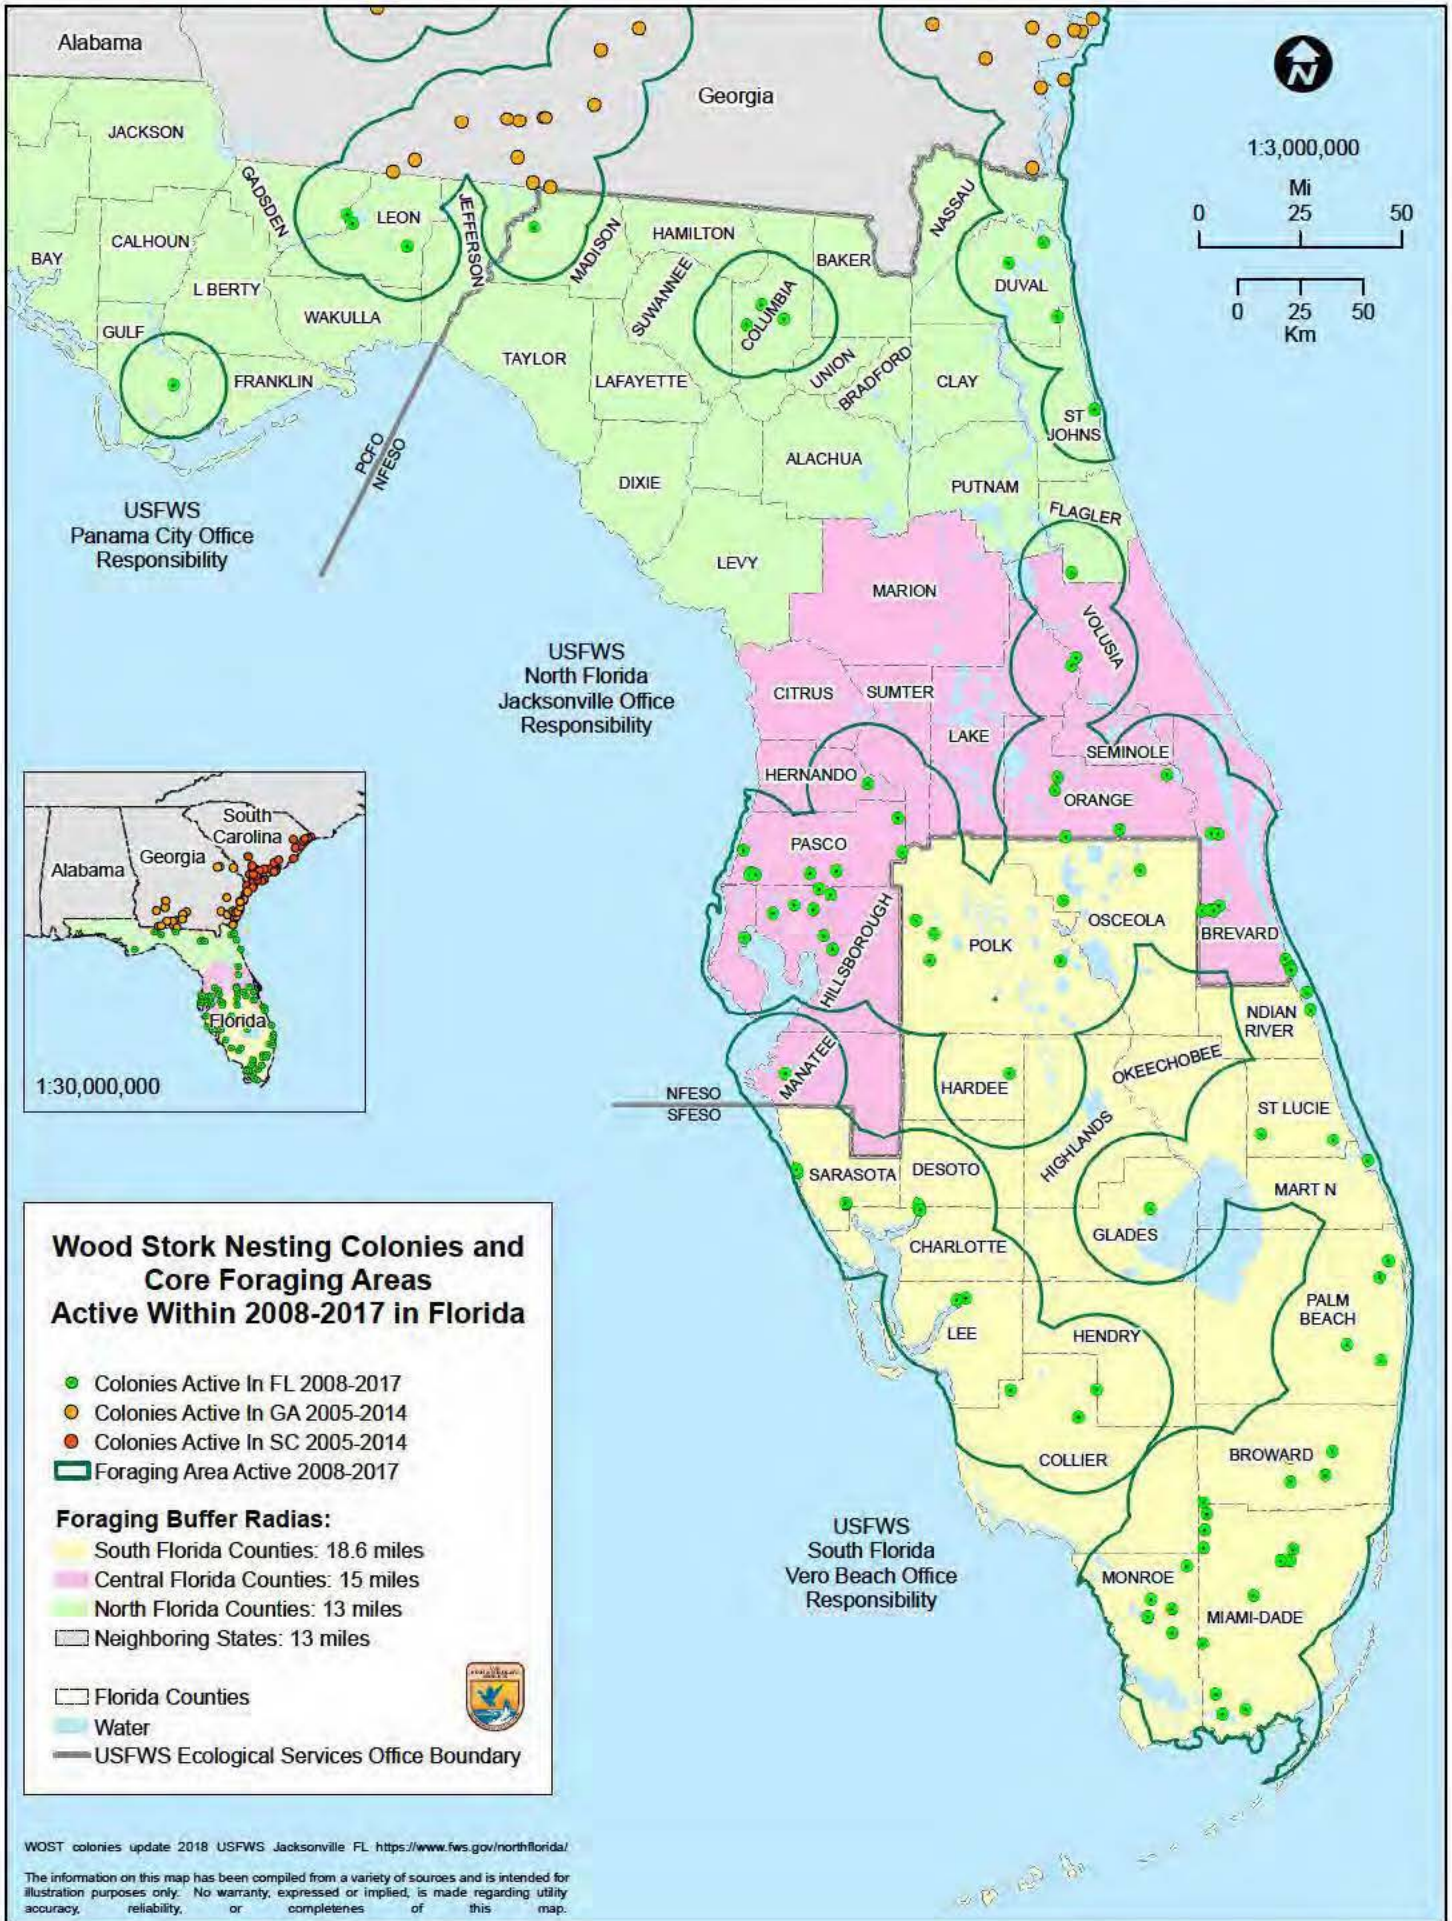 Alabama
Georgia
N
1:3,000,000
Mi
0 25 50
0 25 50
Km
JACKSON
GADSDEN
LEON
JEFFERSON
MADISON
HAMILTON
NASSAU
CALHOUN
BAY
L BERTY
SUWANNEE
COLUMBIA
BAKER
DUVAL
GULF
WAKULLA
FRANKLIN
TAYLOR
LAFAYETTE
UNION
BRADFORD
CLAY
ST
JOHNS
PCFO
NFESO
ALACHUA
DIXIE
PUTNAM
FLAGLER
USFWS
Panama City Office
Responsibility
LEVY
MARION
VOLUSIA
USFWS
North Florida
Jacksonville Office
Responsibility
CITRUS
SUMTER
LAKE
SEMINOLE
HERNANDO
ORANGE
PASCO
HILLSBOROUGH
POLK
OSCEOLA
BREVARD
NDIAN
RIVER
MANATEE
HARDEE
OKEECHOBEE
NFESO
SFESO
HIGHLANDS
ST LUCIE
SARASOTA
DESOTO
MART N
GLADES
CHARLOTTE
PALM
BEACH
LEE
HENDRY
COLLIER
BROWARD
USFWS
South Florida
Vero Beach Office
Responsibility
MONROE
MIAMI-DADE
South
Carolina
Georgia
Alabama
Florida
1:30,000,000
Wood Stork Nesting Colonies and
Core Foraging Areas
Active Within 2008-2017 in Florida
Colonies Active In FL 2008-2017
Colonies Active In GA 2005-2014
Colonies Active In SC 2005-2014
Foraging Area Active 2008-2017
Foraging Buffer Radias:
South Florida Counties: 18.6 miles
Central Florida Counties: 15 miles
North Florida Counties: 13 miles
Neighboring States: 13 miles
Florida Counties
Water
USFWS Ecological Services Office Boundary
WOST colonies update 2018 USFWS Jacksonville FL https://www.fws.gov/northflorida/
The information on this map has been compiled from a variety of sources and is intended for
illustration purposes only. No warranty, expressed or implied, is made regarding utility
accuracy, reliability, or completenes of this map.